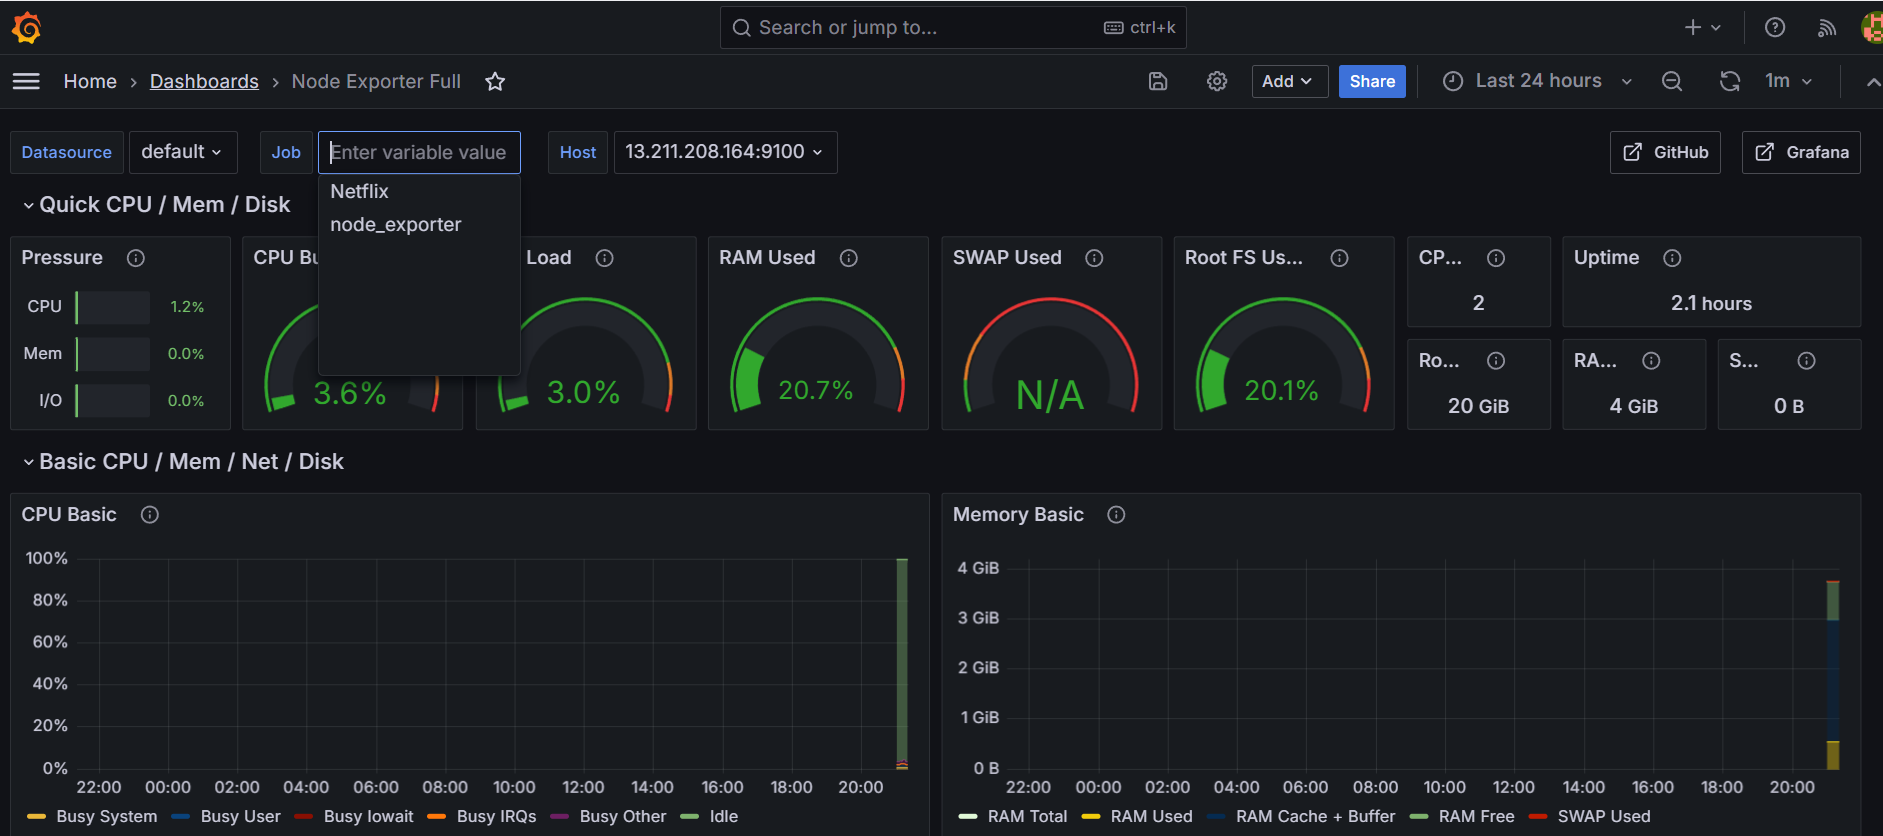 Search or jump to... ctrl+k
Home › Dashboards › Node Exporter Full
Add Share Last 24 hours 1m
Datasource default Job Enter variable value Host 13.211.208.164:9100 GitHub Grafana
Netflix
node_exporter
Quick CPU / Mem / Disk
Pressure
CPU 1.2%
Mem 0.0%
I/O 0.0%
CPU Bu
3.6%
Load
3.0%
RAM Used
20.7%
SWAP Used
N/A
Root FS Us...
20.1%
CP...
2
Uptime
2.1 hours
Ro...
20 GiB
RA...
4 GiB
S...
0 B
Basic CPU / Mem / Net / Disk
CPU Basic
100%
80%
60%
40%
20%
0%
22:00 00:00 02:00 04:00 06:00 08:00 10:00 12:00 14:00 16:00 18:00 20:00
Busy System Busy User Busy Iowait Busy IRQs Busy Other Idle
Memory Basic
4 GiB
3 GiB
2 GiB
1 GiB
0 B
22:00 00:00 02:00 04:00 06:00 08:00 10:00 12:00 14:00 16:00 18:00 20:00
RAM Total RAM Used RAM Cache + Buffer RAM Free SWAP Used